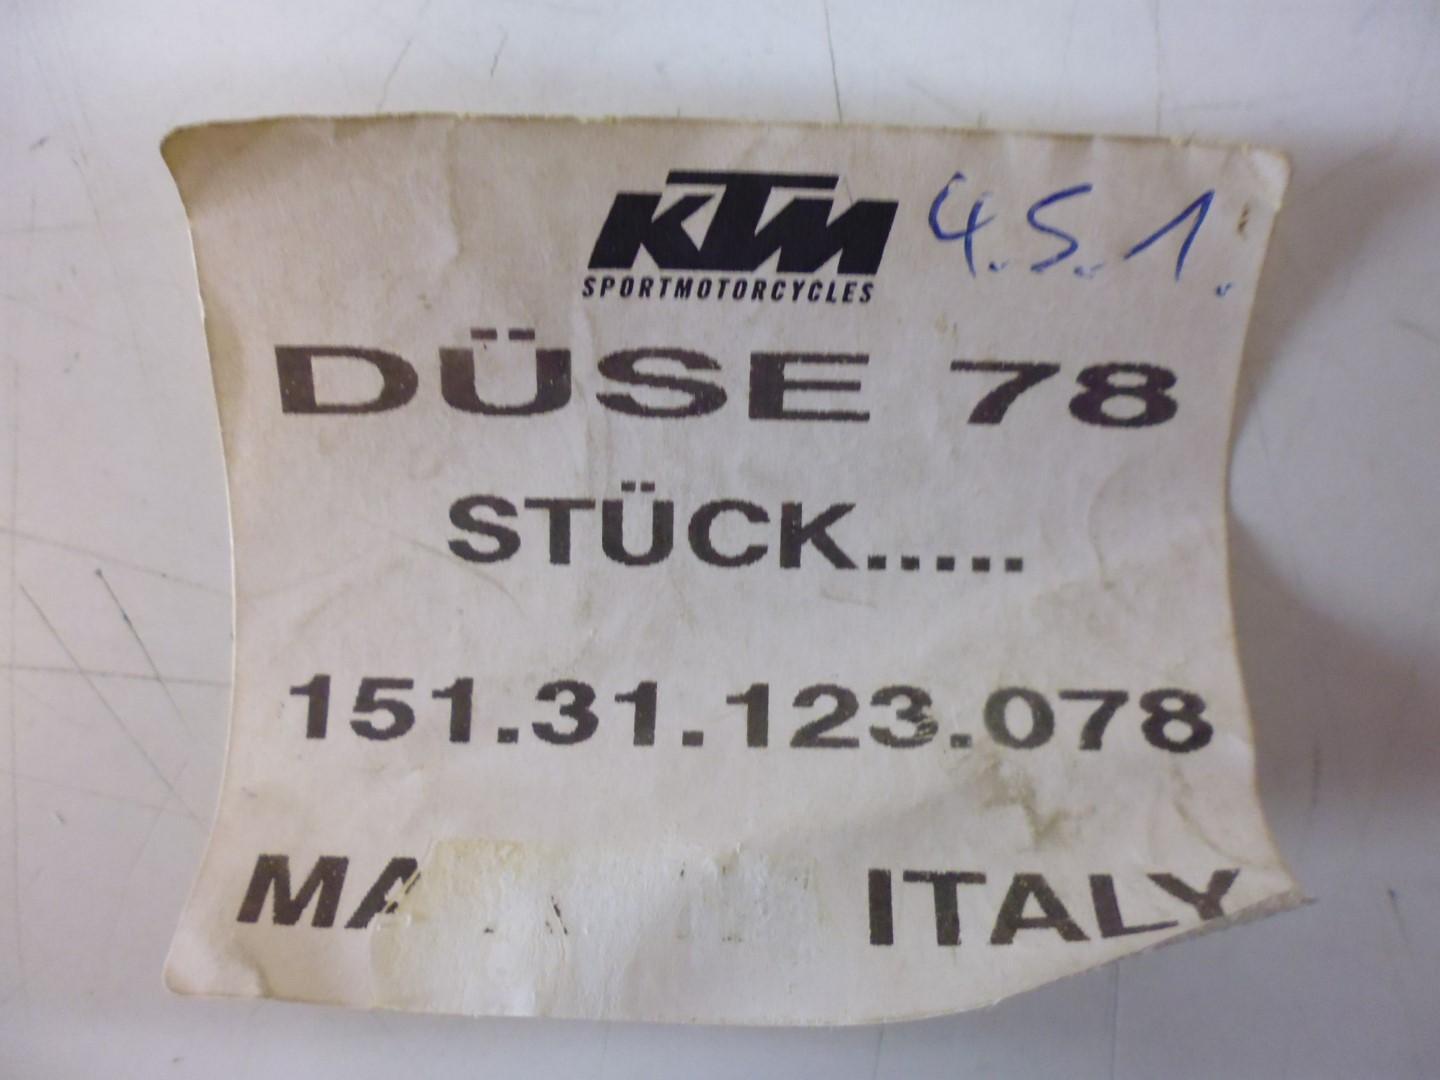 KTM 4.5.1.
SPORTMOTORCYCLES
DÜSE 78
STÜCK.....
151.31.123.078
ITALY